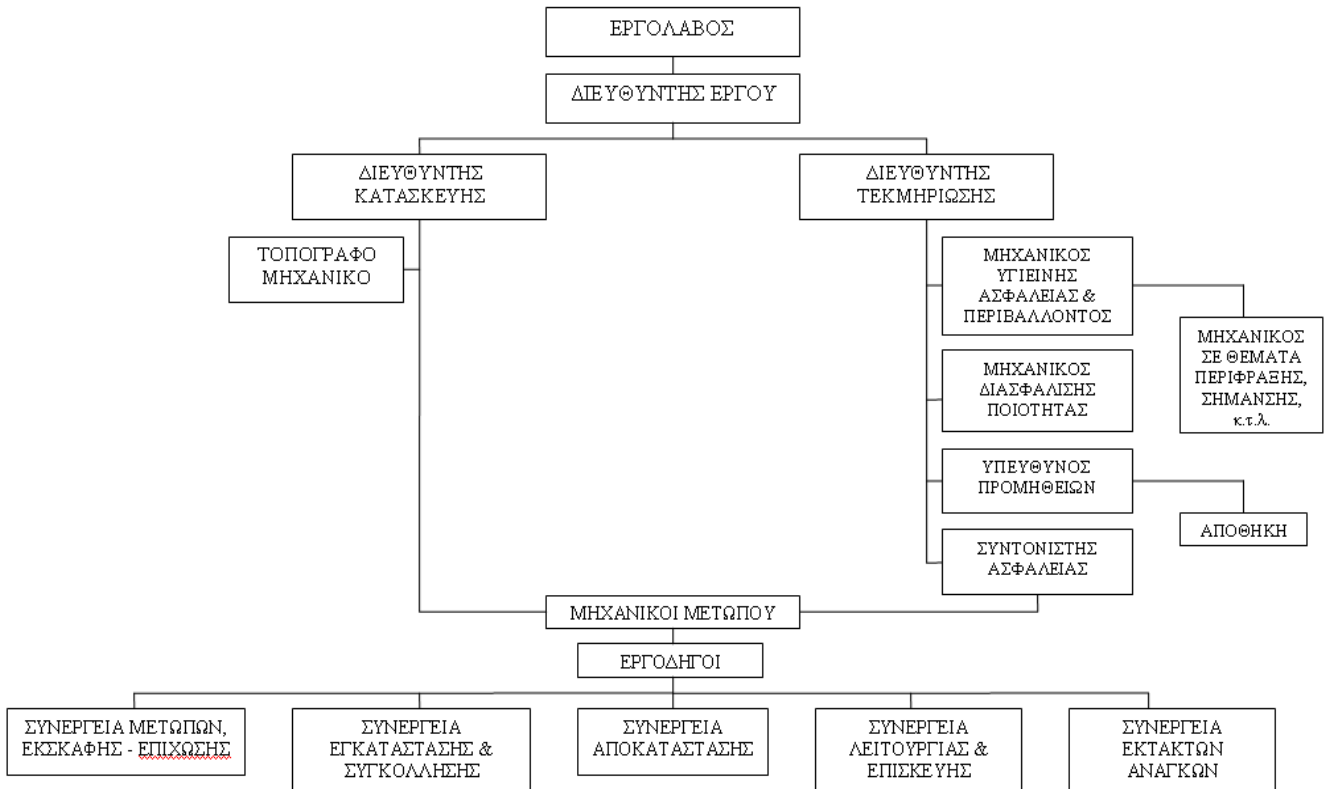 ΕΡΓΟΛΑΒΟΣ
ΔΙΕΥΘΥΝΤΗΣ ΕΡΓΟΥ
ΔΙΕΥΘΥΝΤΗΣ
ΚΑΤΑΣΚΕΥΗΣ
ΔΙΕΥΘΥΝΤΗΣ
ΤΕΚΜΗΡΙΩΣΗΣ
ΤΟΠΟΓΡΑΦΟ
ΜΗΧΑΝΙΚΟ
ΜΗΧΑΝΙΚΟΣ
ΥΓΙΕΙΝΗΣ
ΑΣΦΑΛΕΙΑΣ &
ΠΕΡΙΒΑΛΛΟΝΤΟΣ
ΜΗΧΑΝΙΚΟΣ
ΣΕ ΘΕΜΑΤΑ
ΠΕΡΙΦΡΑΞΗΣ,
ΣΗΜΑΝΣΗΣ,
κ.τ.λ.
ΜΗΧΑΝΙΚΟΣ
ΔΙΑΣΦΑΛΙΣΗΣ
ΠΟΙΟΤΗΤΑΣ
ΥΠΕΥΘΥΝΟΣ
ΠΡΟΜΗΘΕΙΩΝ
ΑΠΟΘΗΚΗ
ΣΥΝΤΟΝΙΣΤΗΣ
ΑΣΦΑΛΕΙΑΣ
ΜΗΧΑΝΙΚΟΙ ΜΕΤΩΠΟΥ
ΕΡΓΟΔΗΓΟΙ
ΣΥΝΕΡΓΕΙΑ ΜΕΤΩΠΩΝ,
ΕΚΣΚΑΦΗΣ - ΕΠΙΧΩΣΗΣ
ΣΥΝΕΡΓΕΙΑ
ΕΓΚΑΤΑΣΤΑΣΗΣ &
ΣΥΓΚΟΛΛΗΣΗΣ
ΣΥΝΕΡΓΕΙΑ
ΑΠΟΚΑΤΑΣΤΑΣΗΣ
ΣΥΝΕΡΓΕΙΑ
ΛΕΙΤΟΥΡΓΙΑΣ &
ΕΠΙΣΚΕΥΗΣ
ΣΥΝΕΡΓΕΙΑ
ΕΚΤΑΚΤΩΝ
ΑΝΑΓΚΩΝ